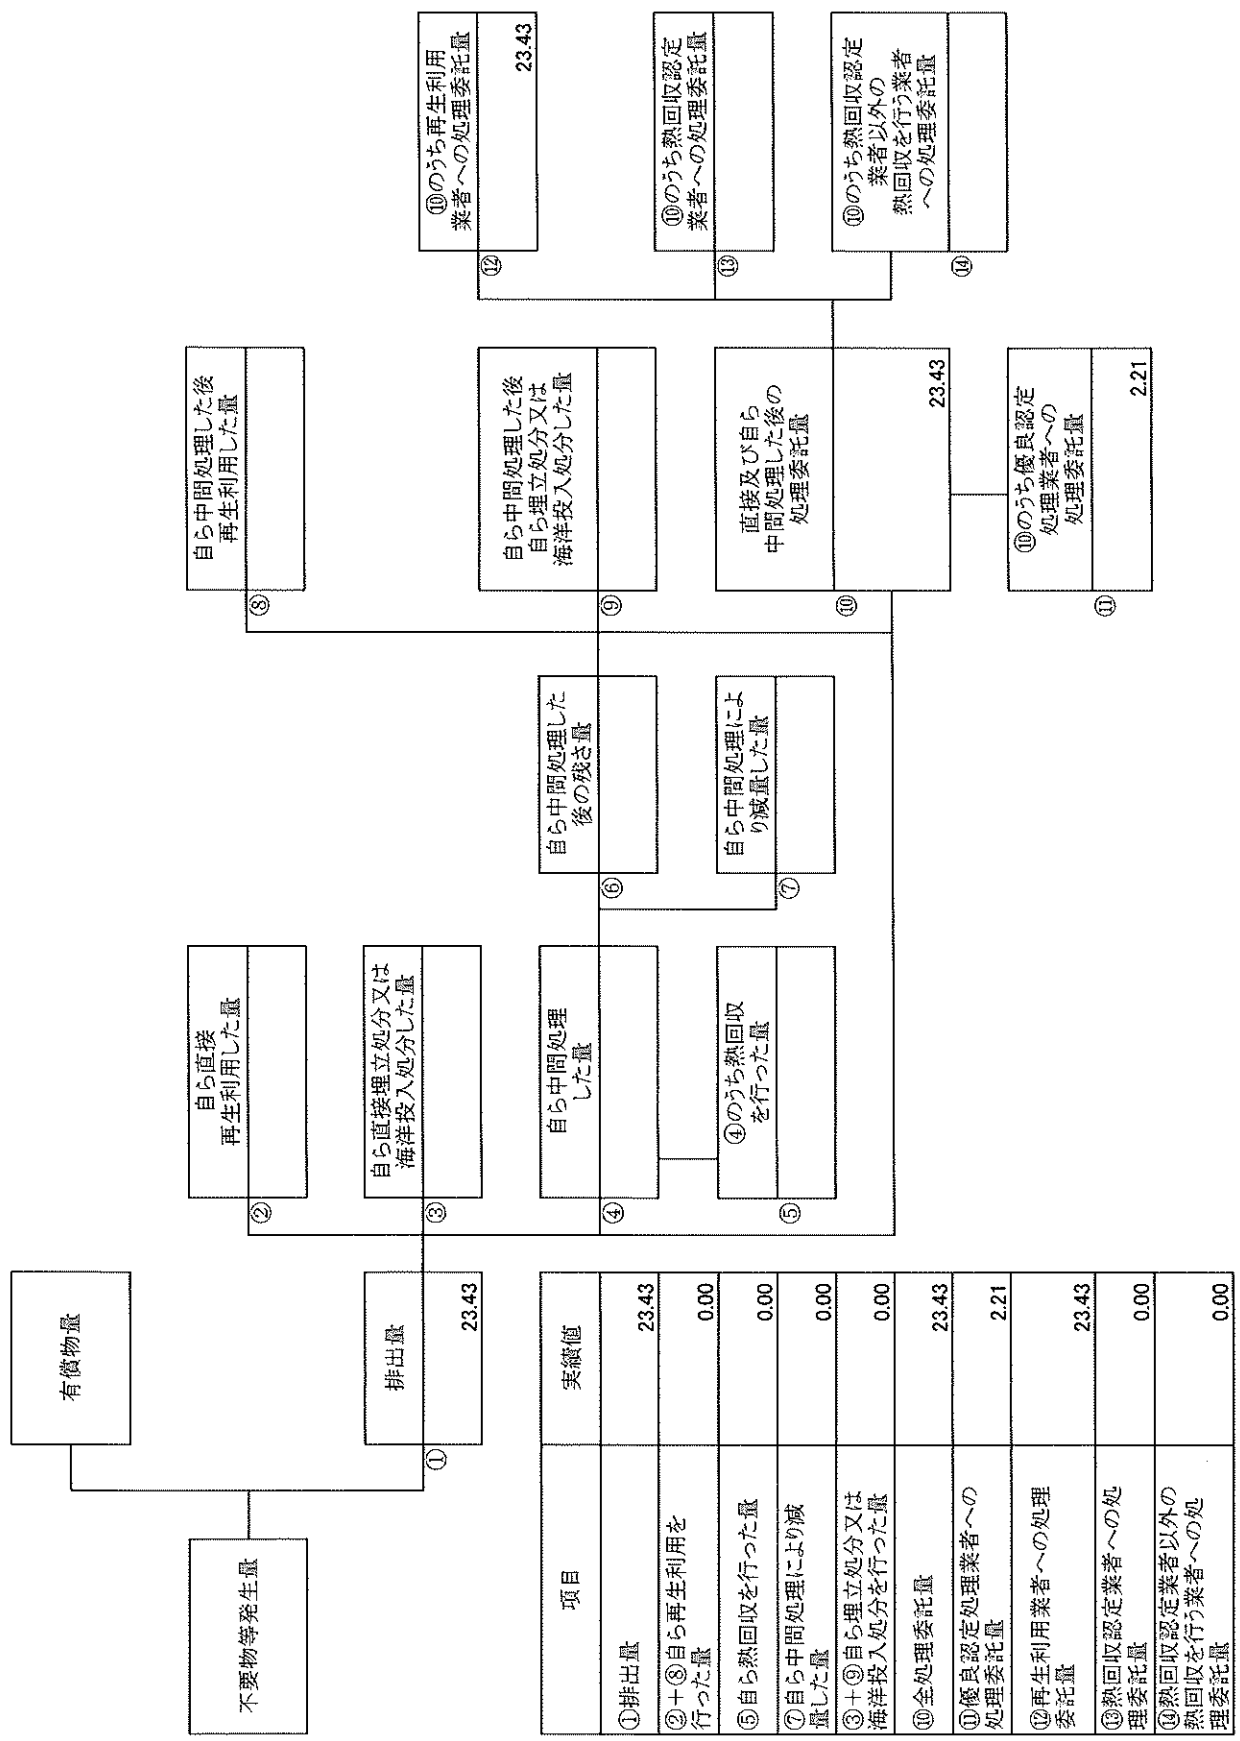 不要物等発生量
有償物量
①
排出量
23.43
②
自ら直接
再生利用した量
③
自ら直接埋立処分又は
海洋投入処分した量
④
自ら中間処理
した量
⑤
④のうち熱回収
を行った量
⑥
自ら中間処理した
後の残さ量
⑦
自ら中間処理によ
り減量した量
⑧
自ら中間処理した後
再生利用した量
⑨
自ら中間処理した後
自ら埋立処分又は
海洋投入処分した量
⑩
直接及び自ら
中間処理した後の
処理委託量
23.43
⑪
⑩のうち優良認定
処理業者への
処理委託量
2.21
⑫
⑩のうち再生利用
業者への処理委託量
23.43
⑬
⑩のうち熱回収認定
業者への処理委託量
⑭
⑩のうち熱回収認定
業者以外の
熱回収を行う業者
への処理委託量
項目
実績値
①排出量
23.43
②＋⑧自ら再生利用を
行った量
0.00
⑤自ら熱回収を行った量
0.00
⑦自ら中間処理により減
量した量
0.00
③＋⑨自ら埋立処分又は
海洋投入処分を行った量
0.00
⑩全処理委託量
23.43
⑪優良認定処理業者への
処理委託量
2.21
⑫再生利用業者への処理
委託量
23.43
⑬熱回収認定業者への処
理委託量
0.00
⑭熱回収認定業者以外の
熱回収を行う業者への処
理委託量
0.00